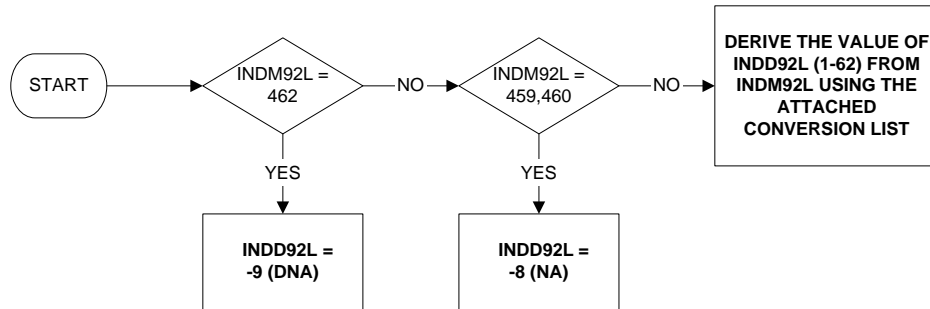 START
INDM92L =
462
NO
INDM92L =
459,460
NO
DERIVE THE VALUE OF
INDD92L (1-62) FROM
INDM92L USING THE
ATTACHED
CONVERSION LIST
YES
YES
INDD92L =
-9 (DNA)
INDD92L =
-8 (NA)